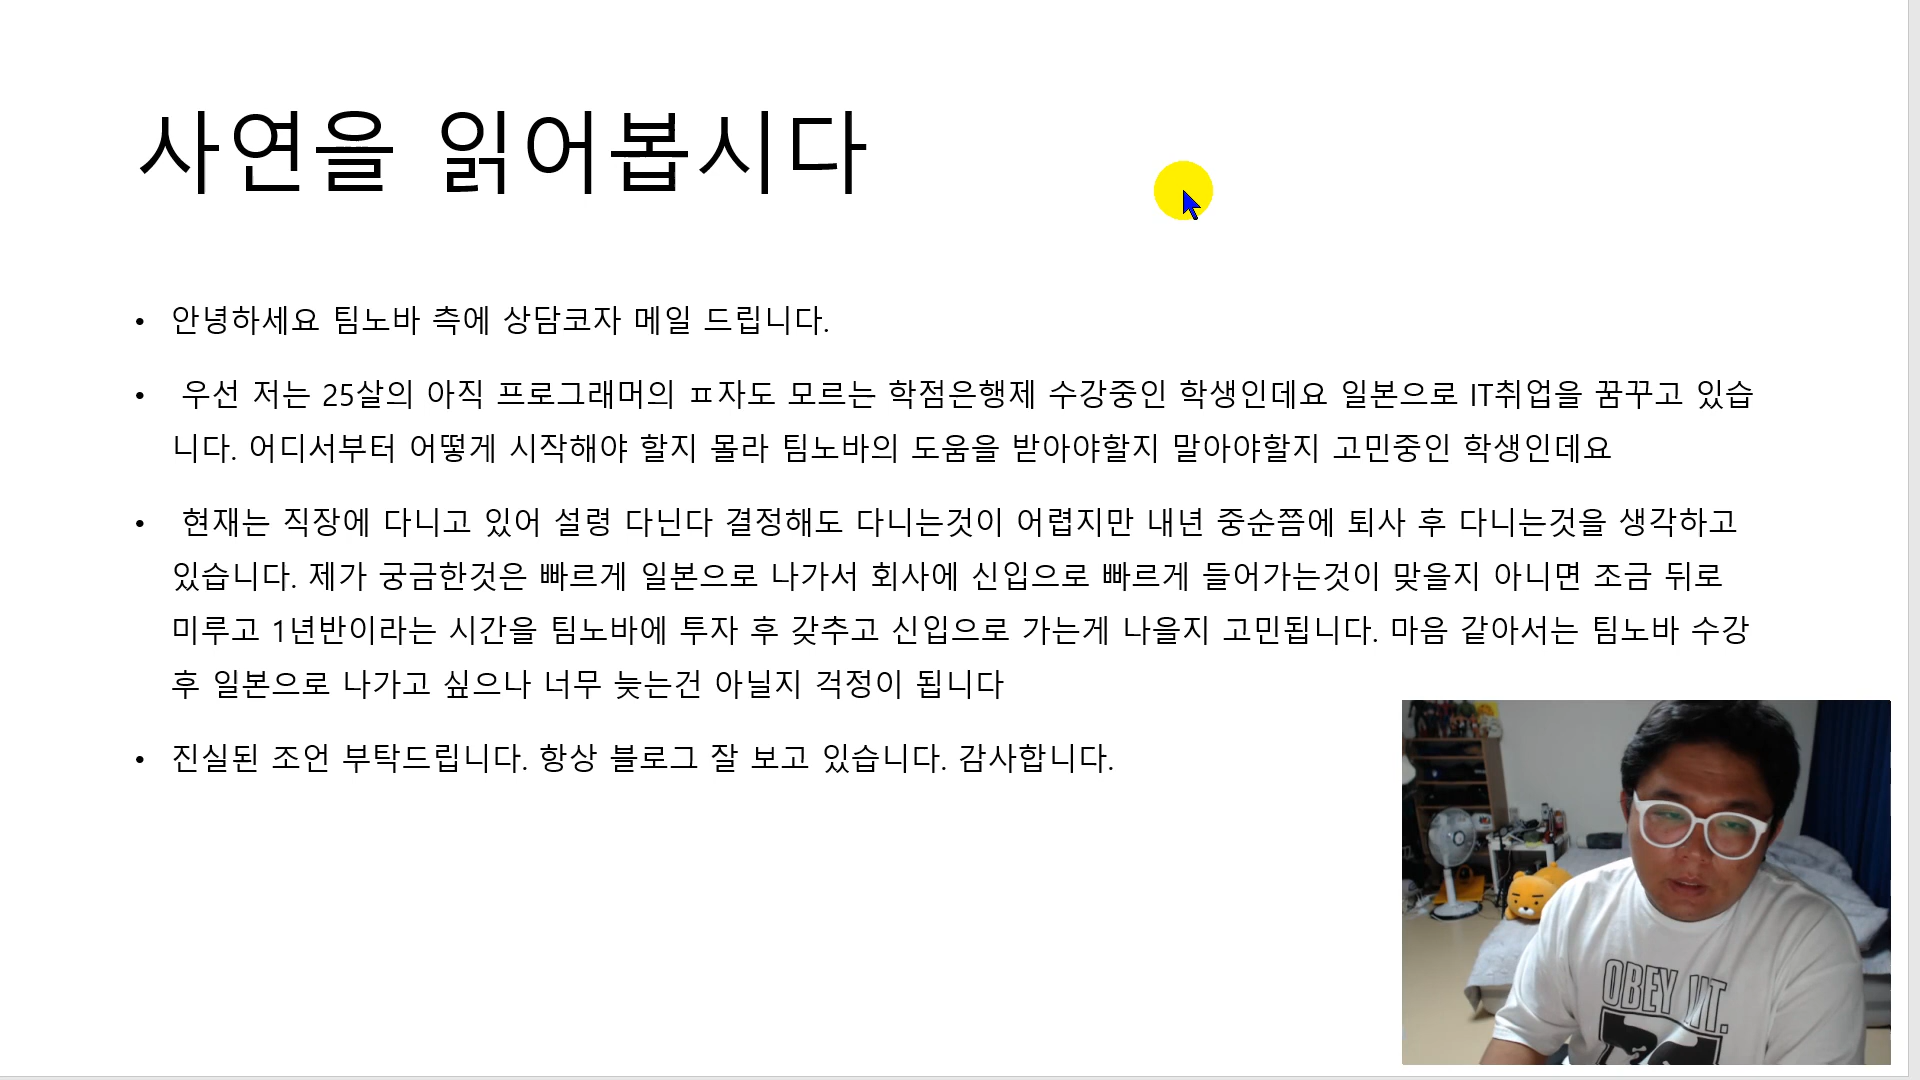 사연을 읽어봅시다
• 안녕하세요 팀노바 측에 상담코자 메일 드립니다.
• 우선 저는 25살의 아직 프로그래머의 ㅍ자도 모르는 학점은행제 수강중인 학생인데요 일본으로 IT취업을 꿈꾸고 있습
니다. 어디서부터 어떻게 시작해야 할지 몰라 팀노바의 도움을 받아야할지 말아야할지 고민중인 학생인데요
• 현재는 직장에 다니고 있어 설령 다닌다 결정해도 다니는것이 어렵지만 내년 중순쯤에 퇴사 후 다니는것을 생각하고
있습니다. 제가 궁금한것은 빠르게 일본으로 나가서 회사에 신입으로 빠르게 들어가는것이 맞을지 아니면 조금 뒤로
미루고 1년반이라는 시간을 팀노바에 투자 후 갖추고 신입으로 가는게 나을지 고민됩니다. 마음 같아서는 팀노바 수강
후 일본으로 나가고 싶으나 너무 늦는건 아닐지 걱정이 됩니다
• 진실된 조언 부탁드립니다. 항상 블로그 잘 보고 있습니다. 감사합니다.
OBEY